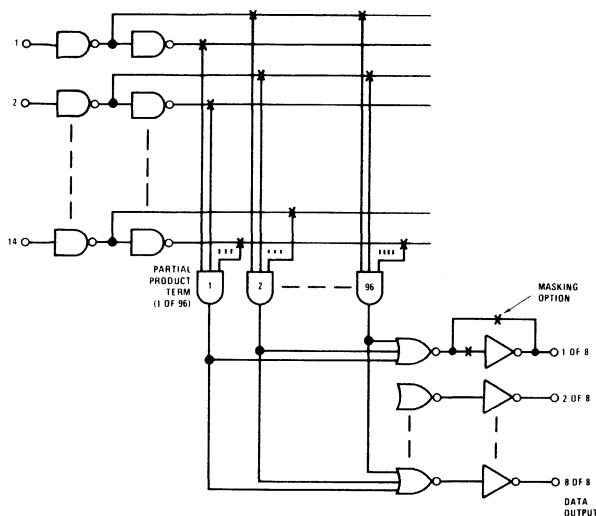 1
2
14
PARTIAL
PRODUCT
TERM
(1 OF 96)
1
2
96
MASKING
OPTION
1 OF 8
2 OF 8
8 OF 8
DATA
OUTPUT